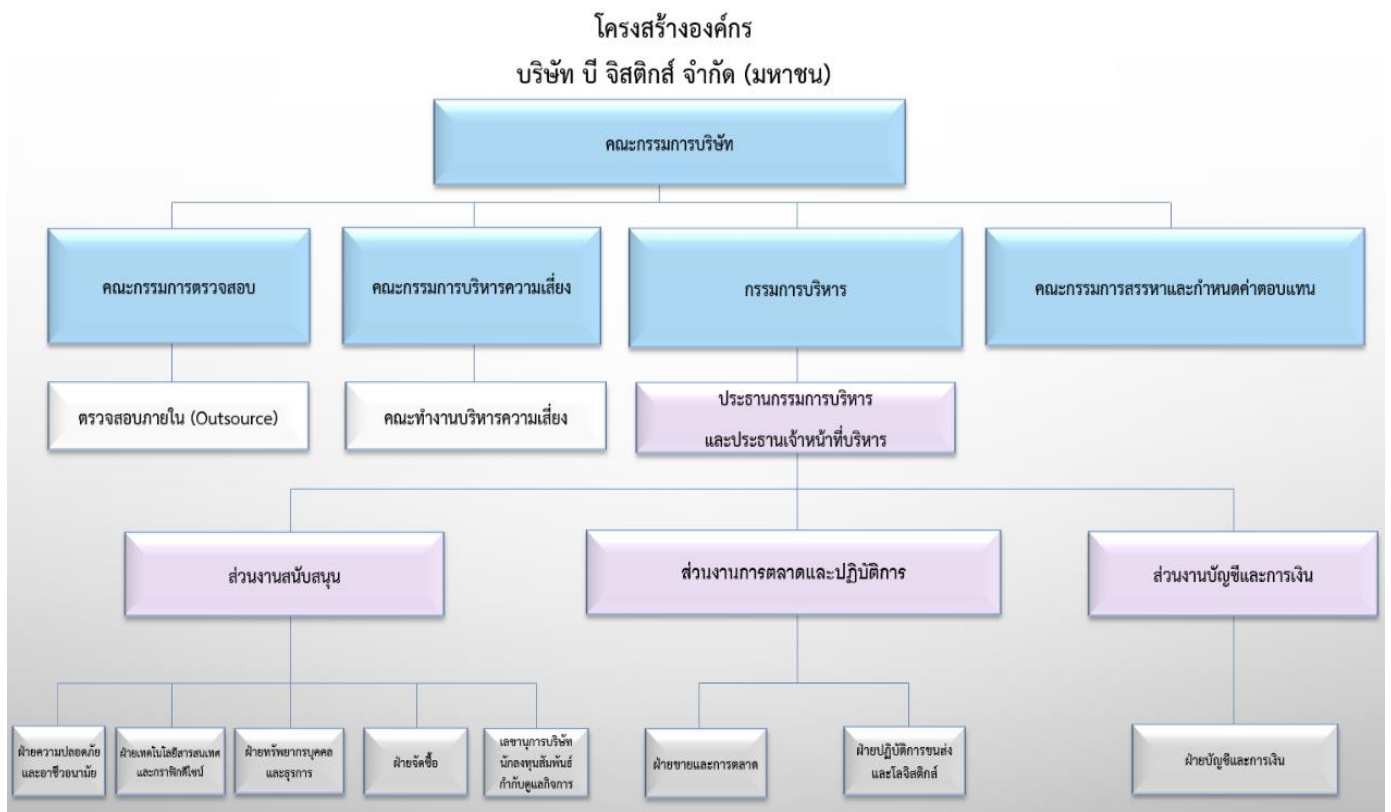 โครงสร้างองค์กร
บริษัท บี จิสติกส์ จำกัด (มหาชน)
คณะกรรมการบริษัท
คณะกรรมการตรวจสอบ
คณะกรรมการบริหารความเสี่ยง
กรรมการบริหาร
คณะกรรมการสรรหาและกำหนดค่าตอบแทน
ตรวจสอบภายใน (Outsource)
คณะทำงานบริหารความเสี่ยง
ประธานกรรมการบริหาร
และประธานเจ้าหน้าที่บริหาร
ส่วนงานสนับสนุน
ส่วนงานการตลาดและปฏิบัติการ
ส่วนงานบัญชีและการเงิน
ฝ่ายความปลอดภัย
และอาชีวอนามัย
ฝ่ายเทคโนโลยีสารสนเทศ
และกราฟิกดีไซน์
ฝ่ายทรัพยากรบุคคล
และธุรการ
ฝ่ายจัดซื้อ
เลขานุการบริษัท
นักลงทุนสัมพันธ์
กำกับดูแลกิจการ
ฝ่ายขายและการตลาด
ฝ่ายปฏิบัติการขนส่ง
และโลจิสติกส์
ฝ่ายบัญชีและการเงิน